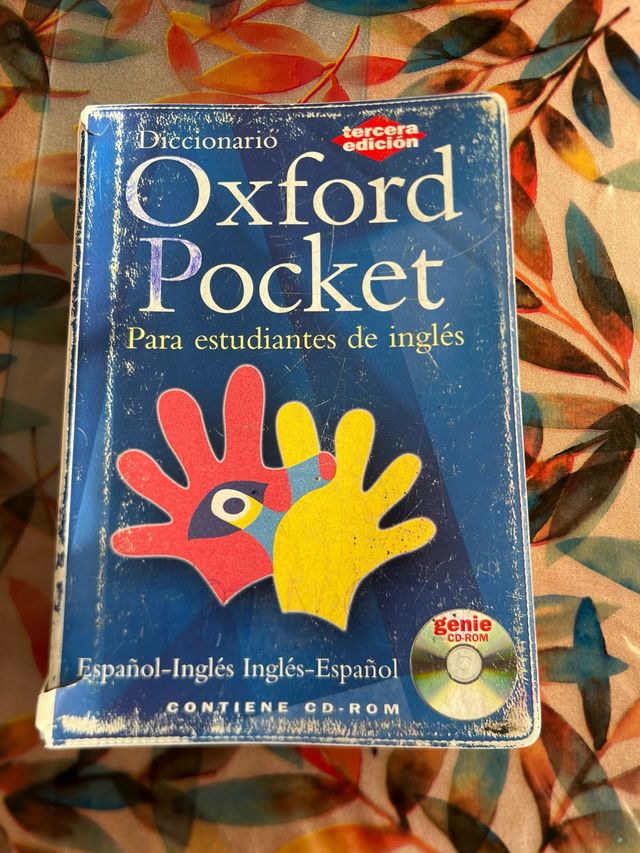 Diccionario
tercera
edición
Oxford
Pocket
Para estudiantes de inglés
genie
CD-ROM
Español-Inglés Inglés-Español
CONTIENE CD-ROM